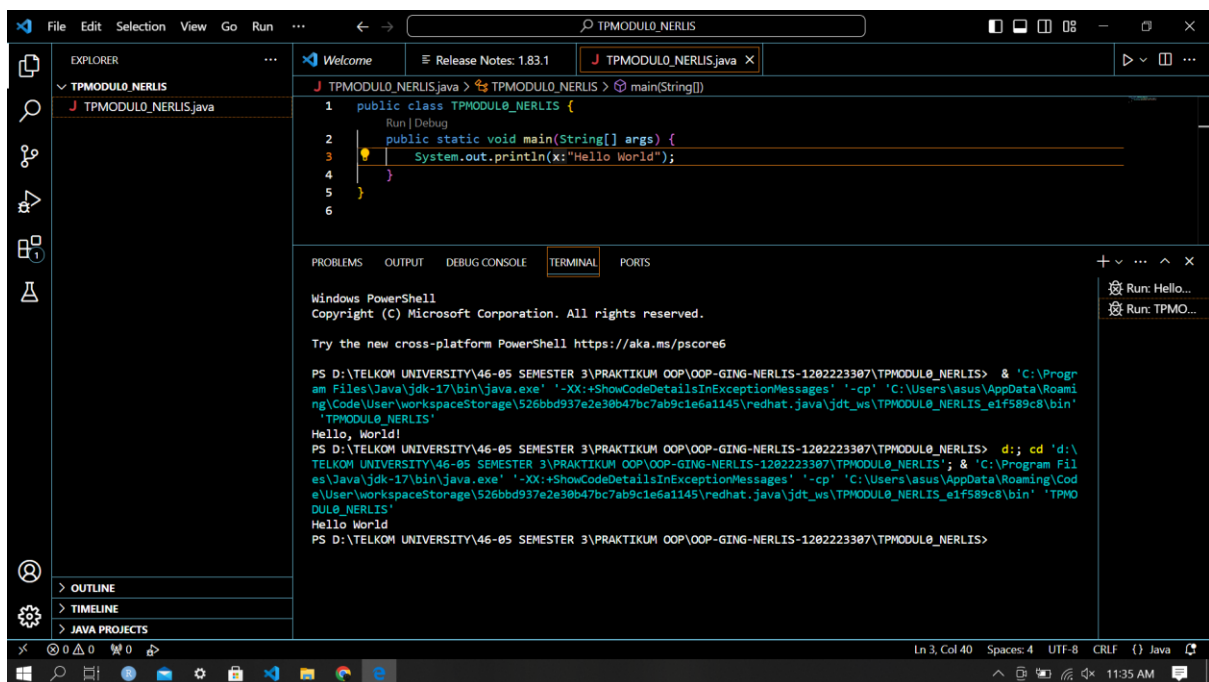 File Edit Selection View Go Run ··· TPMODUL0_NERLIS
EXPLORER ···
Welcome Release Notes: 1.83.1 J TPMODUL0_NERLIS.java
TPMODUL0_NERLIS
J TPMODUL0_NERLIS.java
J TPMODUL0_NERLIS.java > TPMODUL0_NERLIS > main(String[])
1 public class TPMODUL0_NERLIS {
Run | Debug
2 public static void main(String[] args) {
3 System.out.println(x:"Hello World");
4 }
5 }
6
PROBLEMS OUTPUT DEBUG CONSOLE TERMINAL PORTS
Run: Hello...
Run: TPMO...
Windows PowerShell
Copyright (C) Microsoft Corporation. All rights reserved.
Try the new cross-platform PowerShell https://aka.ms/pscore6
PS D:\TELKOM UNIVERSITY\46-05 SEMESTER 3\PRAKTIKUM OOP\OOP-GING-NERLIS-1202223307\TPMODUL0_NERLIS> & 'C:\Progr
am Files\Java\jdk-17\bin\java.exe' '-XX:+ShowCodeDetailsInExceptionMessages' '-cp' 'C:\Users\asus\AppData\Roami
ng\Code\User\workspaceStorage\526bbd937e2e30b47bc7ab9c1e6a1145\redhat.java\jdt_ws\TPMODUL0_NERLIS_e1f589c8\bin'
'TPMODUL0_NERLIS'
Hello, World!
PS D:\TELKOM UNIVERSITY\46-05 SEMESTER 3\PRAKTIKUM OOP\OOP-GING-NERLIS-1202223307\TPMODUL0_NERLIS> d:; cd 'd:\
TELKOM UNIVERSITY\46-05 SEMESTER 3\PRAKTIKUM OOP\OOP-GING-NERLIS-1202223307\TPMODUL0_NERLIS'; & 'C:\Program Fil
es\Java\jdk-17\bin\java.exe' '-XX:+ShowCodeDetailsInExceptionMessages' '-cp' 'C:\Users\asus\AppData\Roaming\Cod
e\User\workspaceStorage\526bbd937e2e30b47bc7ab9c1e6a1145\redhat.java\jdt_ws\TPMODUL0_NERLIS_e1f589c8\bin' 'TPMO
DUL0_NERLIS'
Hello World
PS D:\TELKOM UNIVERSITY\46-05 SEMESTER 3\PRAKTIKUM OOP\OOP-GING-NERLIS-1202223307\TPMODUL0_NERLIS>
OUTLINE
TIMELINE
JAVA PROJECTS
0 0 0 Ln 3, Col 40 Spaces: 4 UTF-8 CRLF {} Java
11:35 AM